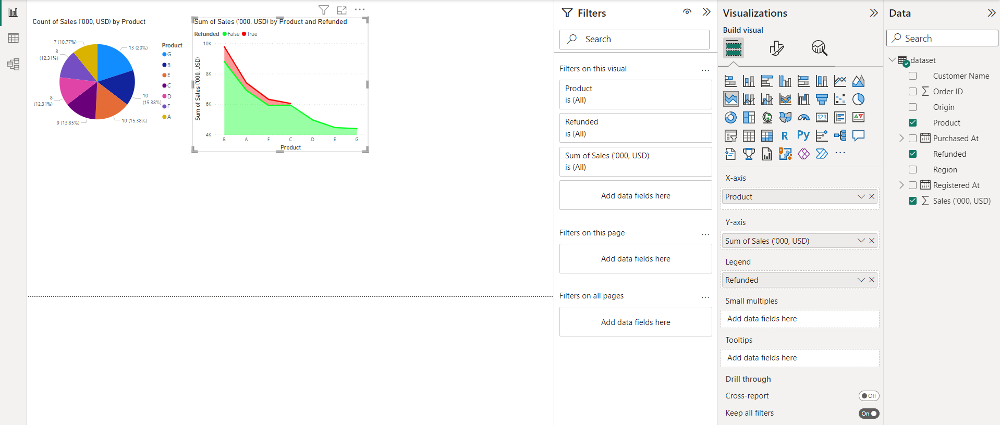 Count of Sales ('000, USD) by Product
7 (10.77%)
13 (20%)
8
(12.31%)
8
(12.31%)
10
(15.38%)
9 (13.85%)
10 (15.38%)
Product
G
B
E
C
D
F
A
Sum of Sales ('000, USD) by Product and Refunded
Refunded False True
Sum of Sales ('000, USD)
10K
8K
6K
4K
B A F C D E G
Product
Filters
Search
Filters on this visual
...
Product
is (All)
Refunded
is (All)
Sum of Sales ('000, USD)
is (All)
Add data fields here
Filters on this page
...
Add data fields here
Filters on all pages
...
Add data fields here
Visualizations
Build visual
123
R
Py
...
X-axis
Product
Y-axis
Sum of Sales ('000, USD)
Legend
Refunded
Small multiples
Add data fields here
Tooltips
Add data fields here
Drill through
Cross-report
Off
Keep all filters
On
Data
Search
dataset
Customer Name
Order ID
Origin
Product
Purchased At
Refunded
Region
Registered At
Sales ('000, USD)